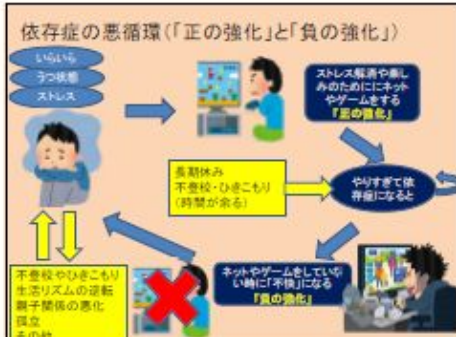 依存症の悪循環(「正の強化」と「負の強化」)
いらいら
うつ状態
ストレス
ストレス解消や楽し
みのためににネット
やゲームをする
「正の強化」
長期休み
不登校・ひきこもり
(時間が余る)
やりすぎて依
存症になると
ネットやゲームをしていな
い時に「不快」になる
「負の強化」
不登校やひきこもり
生活リズムの逆転
親子関係の悪化
孤立
その他